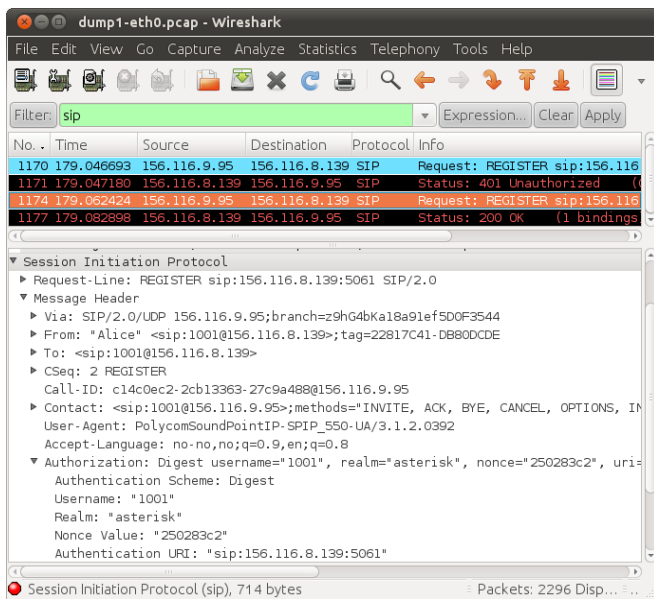 dump1-eth0.pcap - Wireshark
File Edit View Go Capture Analyze Statistics Telephony Tools Help
Filter: sip Expression... Clear Apply
No. . Time Source Destination Protocol Info
1170 179.046693 156.116.9.95 156.116.8.139 SIP Request: REGISTER sip:156.116
1171 179.047180 156.116.8.139 156.116.9.95 SIP Status: 401 Unauthorized (
1174 179.062424 156.116.9.95 156.116.8.139 SIP Request: REGISTER sip:156.116
1177 179.082898 156.116.8.139 156.116.9.95 SIP Status: 200 OK (1 bindings
Session Initiation Protocol
Request-Line: REGISTER sip:156.116.8.139:5061 SIP/2.0
Message Header
Via: SIP/2.0/UDP 156.116.9.95;branch=z9hG4bKa18a91ef5D0F3544
From: "Alice" <sip:1001@156.116.8.139>;tag=22817C41-DB80DCDE
To: <sip:1001@156.116.8.139>
CSeq: 2 REGISTER
Call-ID: c14c0ec2-2cb13363-27c9a488@156.116.9.95
Contact: <sip:1001@156.116.9.95>;methods="INVITE, ACK, BYE, CANCEL, OPTIONS, IN
User-Agent: PolycomSoundPointIP-SPIP_550-UA/3.1.2.0392
Accept-Language: no-no,no;q=0.9,en;q=0.8
Authorization: Digest username="1001", realm="asterisk", nonce="250283c2", uri=
Authentication Scheme: Digest
Username: "1001"
Realm: "asterisk"
Nonce Value: "250283c2"
Authentication URI: "sip:156.116.8.139:5061"
Session Initiation Protocol (sip), 714 bytes Packets: 2296 Disp... ..